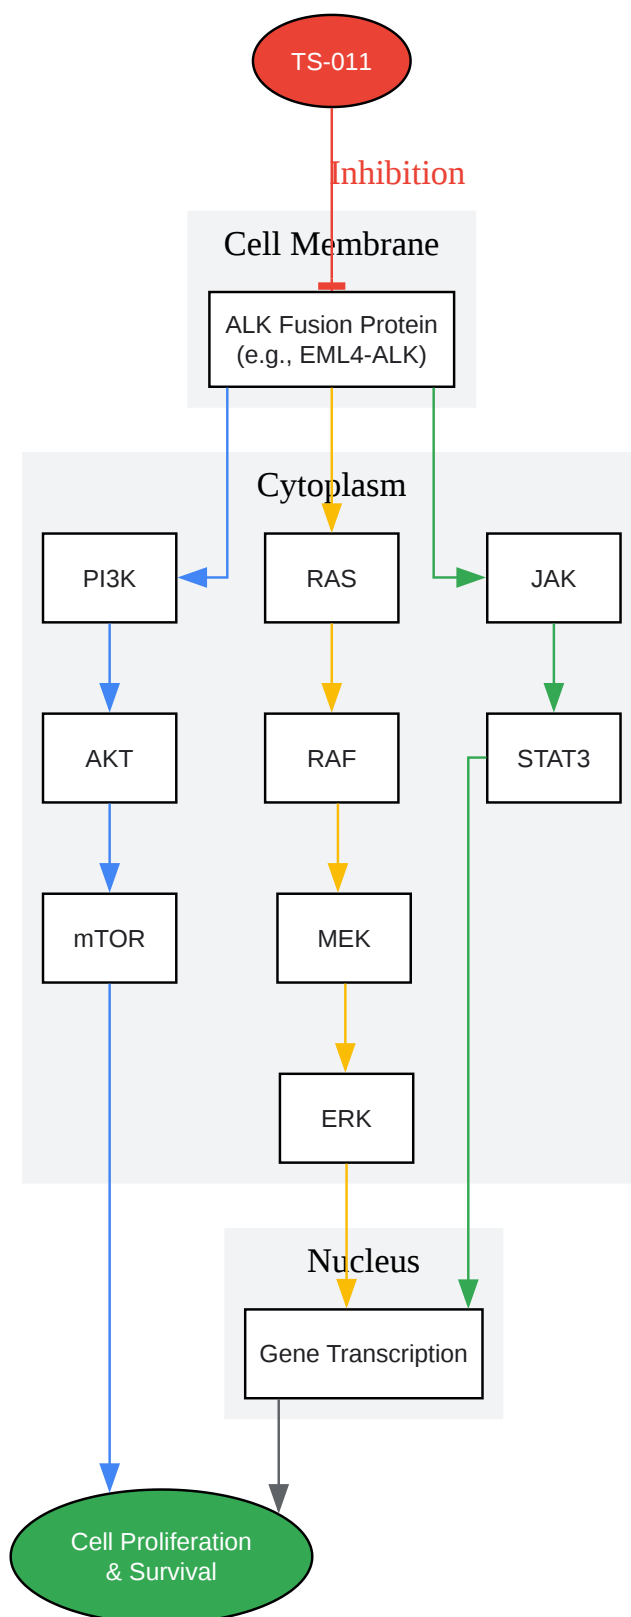 TS-011
Inhibition
Cell Membrane
ALK Fusion Protein
(e.g., EML4-ALK)
Cytoplasm
PI3K
RAS
JAK
AKT
RAF
STAT3
mTOR
MEK
ERK
Nucleus
Gene Transcription
Cell Proliferation
& Survival